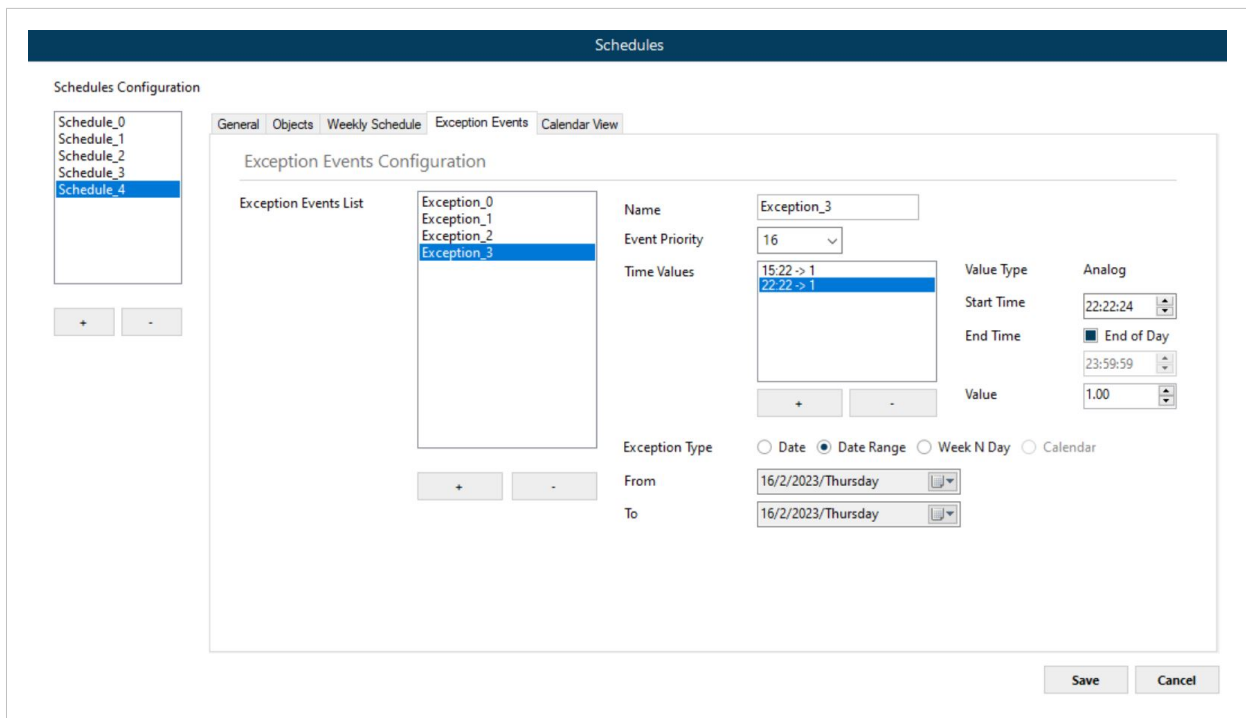 Schedules
Schedules Configuration
Schedule_0
Schedule_1
Schedule_2
Schedule_3
Schedule_4
+ -
General Objects Weekly Schedule Exception Events Calendar View
Exception Events Configuration
Exception Events List
Exception_0
Exception_1
Exception_2
Exception_3
+ -
Name Exception_3
Event Priority 16
Time Values
15:22 -> 1
22:22 -> 1
+ -
Value Type Analog
Start Time 22:22:24
End Time End of Day
23:59:59
Value 1.00
Exception Type Date Date Range Week N Day Calendar
From 16/2/2023/Thursday
To 16/2/2023/Thursday
Save Cancel